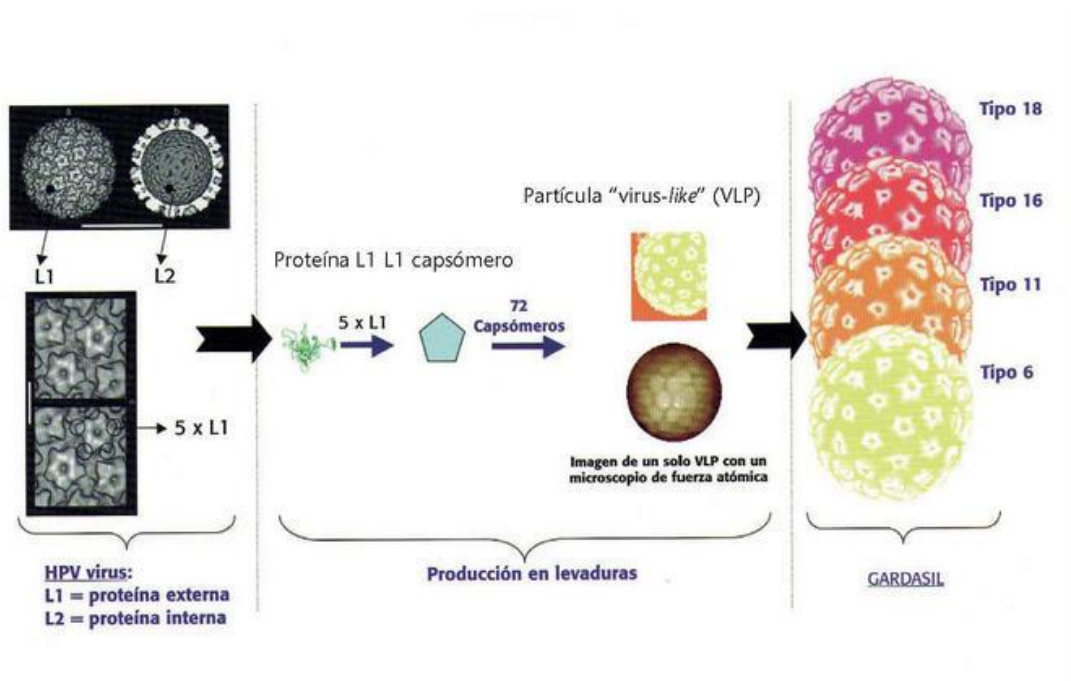 a
b
L1
L2
5 x L1
HPV virus:
L1 = proteína externa
L2 = proteína interna
Proteína L1 L1 capsómero
5 x L1
72
Capsómeros
Partícula “virus-like” (VLP)
Imagen de un solo VLP con un
microscopio de fuerza atómica
Producción en levaduras
Tipo 18
Tipo 16
Tipo 11
Tipo 6
GARDASIL